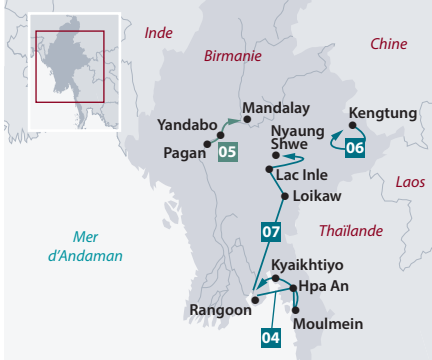 Inde
Birmanie
Chine
Mandalay
Kengtung
Yandabo
Nyaung
Shwe
Pagan
05
06
Lac Inle
Laos
Loikaw
07
Thaïlande
Mer
d'Andaman
Kyaikhtiyo
Hpa An
Rangoon
Moulmein
04